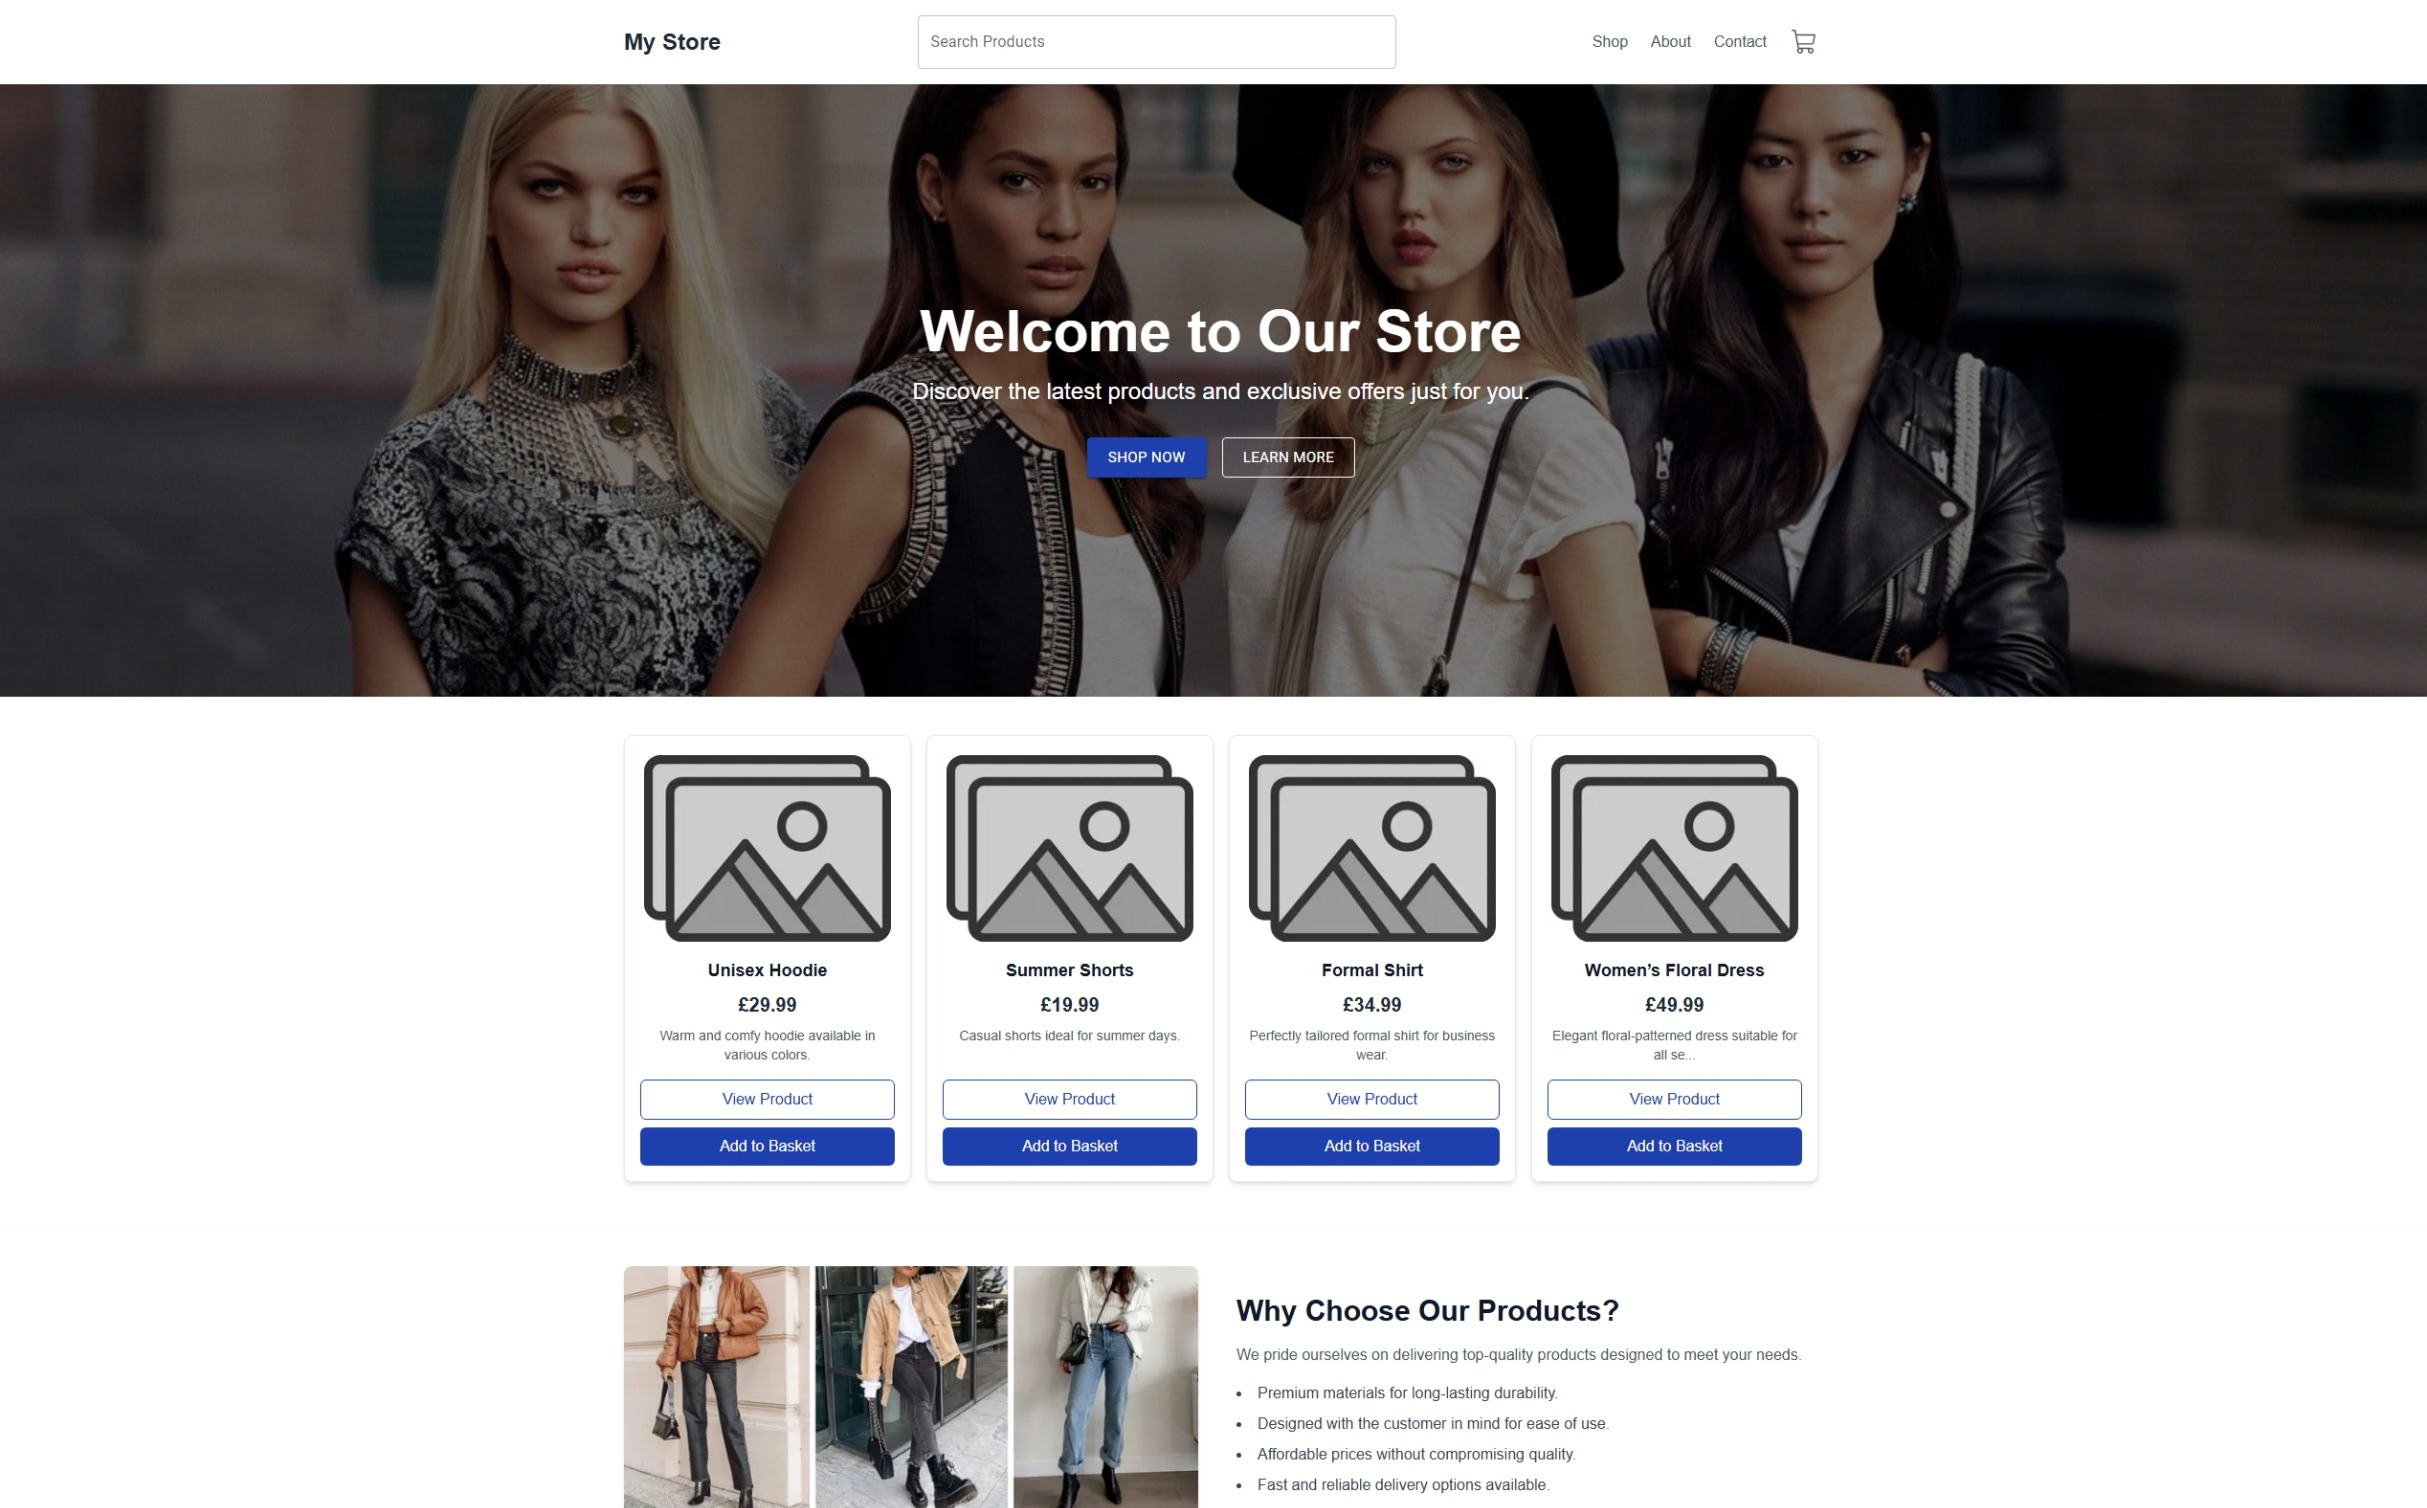 My Store
Search Products
Shop About Contact
Welcome to Our Store
Discover the latest products and exclusive offers just for you.
SHOP NOW LEARN MORE
Unisex Hoodie
£29.99
Warm and comfy hoodie available in
various colors.
View Product
Add to Basket
Summer Shorts
£19.99
Casual shorts ideal for summer days.
View Product
Add to Basket
Formal Shirt
£34.99
Perfectly tailored formal shirt for business
wear.
View Product
Add to Basket
Women’s Floral Dress
£49.99
Elegant floral-patterned dress suitable for
all se...
View Product
Add to Basket
Why Choose Our Products?
We pride ourselves on delivering top-quality products designed to meet your needs.
• Premium materials for long-lasting durability.
• Designed with the customer in mind for ease of use.
• Affordable prices without compromising quality.
• Fast and reliable delivery options available.